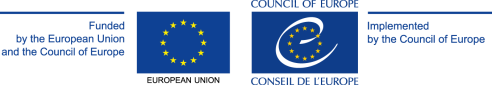 Funded
by the European Union
and the Council of Europe
EUROPEAN UNION
COUNCIL OF EUROPE
CONSEIL DE L'EUROPE
Implemented
by the Council of Europe